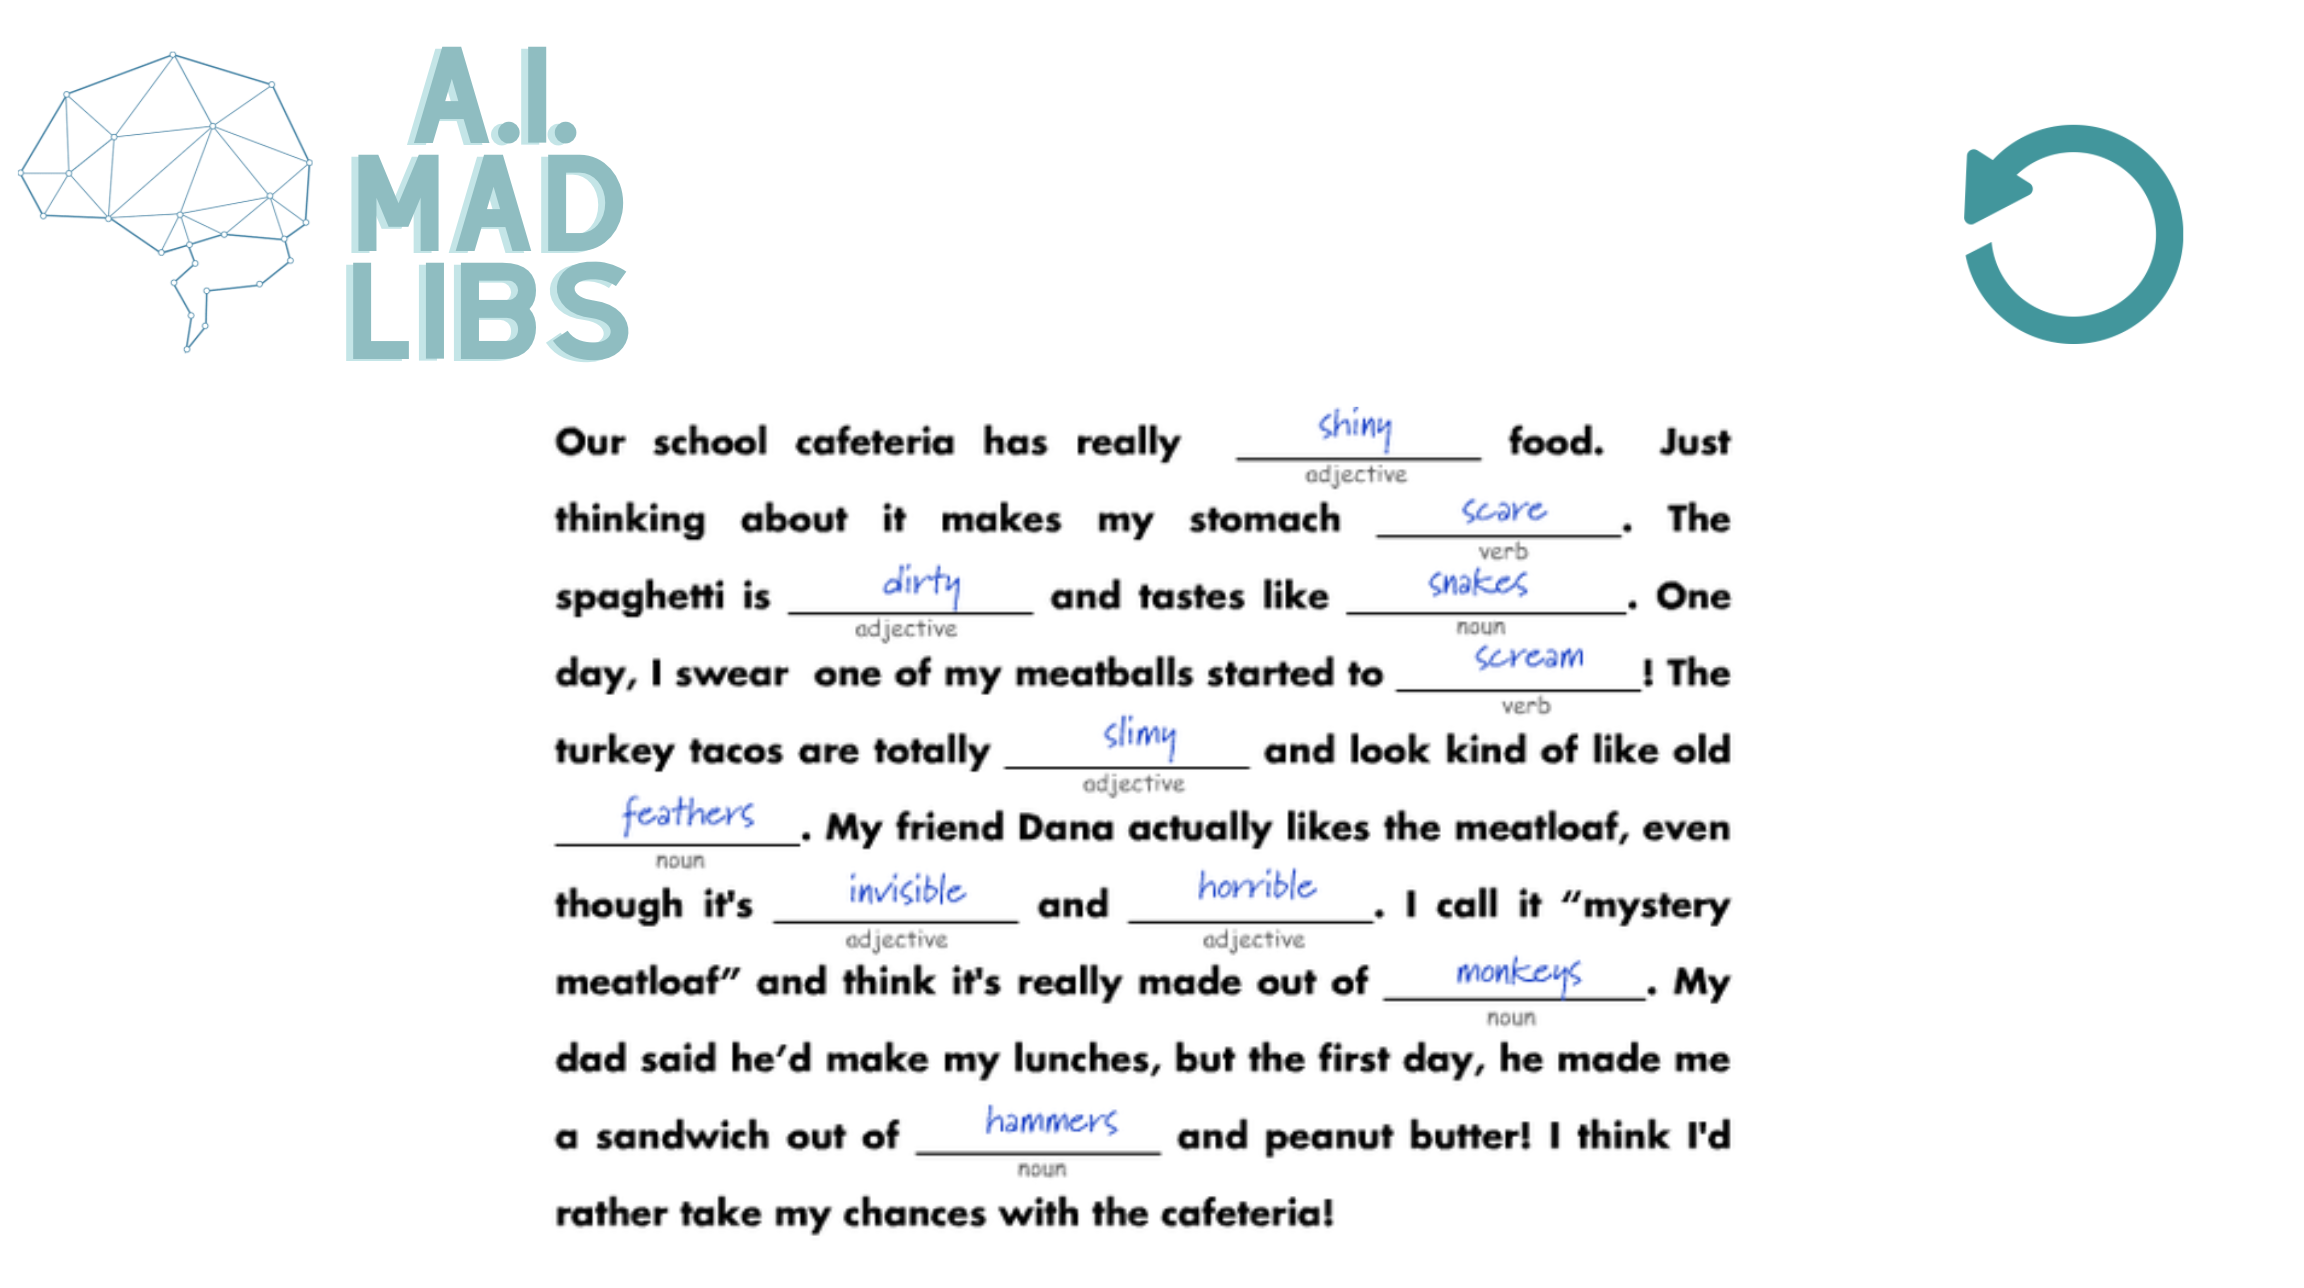 A.I.
MAD
LIBS
Our school cafeteria has really shiny food. Just
adjective
thinking about it makes my stomach scare. The
verb
spaghetti is dirty and tastes like snakes. One
adjective noun
day, I swear one of my meatballs started to scream! The
verb
turkey tacos are totally slimy and look kind of like old
adjective
feathers. My friend Dana actually likes the meatloaf, even
noun
though it's invisible and horrible. I call it “mystery
adjective adjective
meatloaf” and think it's really made out of monkeys. My
noun
dad said he’d make my lunches, but the first day, he made me
a sandwich out of hammers and peanut butter! I think I'd
noun
rather take my chances with the cafeteria!